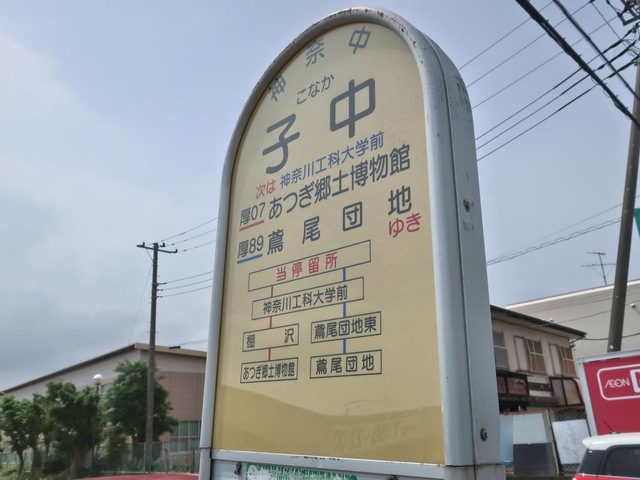 神奈中
こなか
子中
次は 神奈川工科大学前
厚07 あつぎ郷土博物館
厚89 鳶尾団地
ゆき
当停留所
神奈川工科大学前
棚沢
鳶尾団地東
あつぎ郷土博物館
鳶尾団地
ÆON